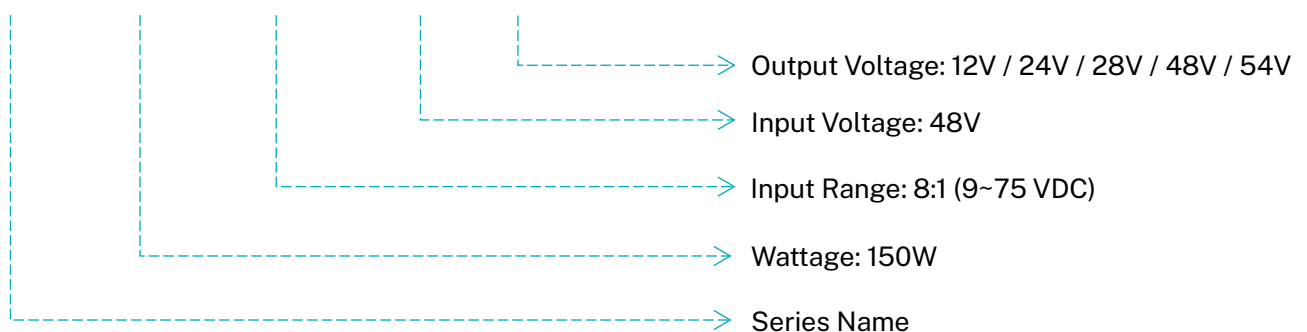 Output Voltage: 12V / 24V / 28V / 48V / 54V
Input Voltage: 48V
Input Range: 8:1 (9~75 VDC)
Wattage: 150W
Series Name